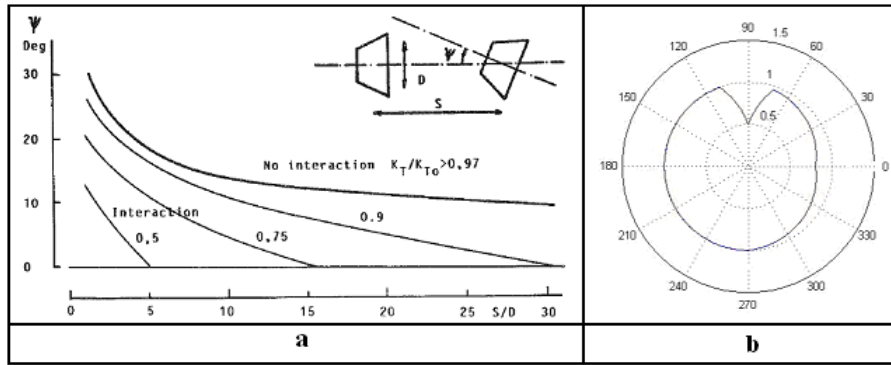 ψ
Deg
30
20
10
0
ψ
D
S
No interaction K_T/K_To>0,97
Interaction
0,5
0,75
0.9
0
5
10
15
20
25
S/D
30
a
90
1.5
120
60
1
150
30
0.5
180
0
210
330
240
300
270
b